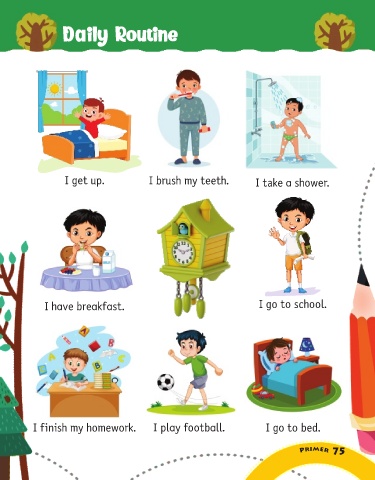 Daily Routine
I get up.
I brush my teeth.
I take a shower.
I have breakfast.
I go to school.
I finish my homework.
I play football.
I go to bed.
PRIMER 75